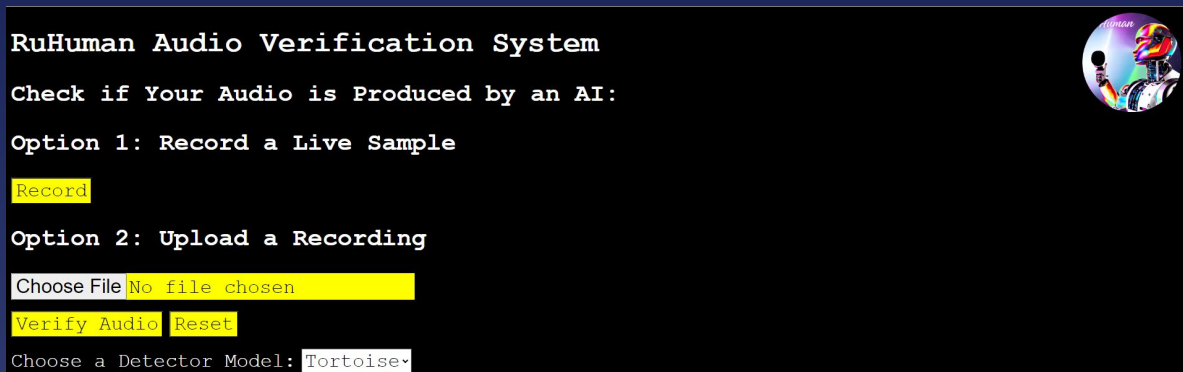 RuHuman Audio Verification System
Check if Your Audio is Produced by an AI:
Option 1: Record a Live Sample
Record
Option 2: Upload a Recording
Choose File No file chosen
Verify Audio Reset
Choose a Detector Model: Tortoise